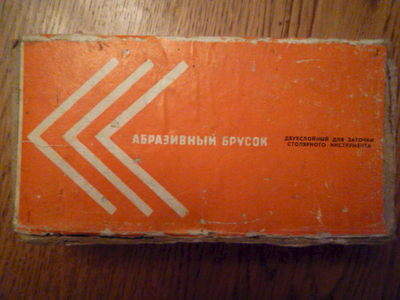 АБРАЗИВНЫЙ БРУСОК
ДВУХСЛОЙНЫЙ ДЛЯ ЗАТОЧКИ
СТОЛЯРНОГО ИНСТРУМЕНТА